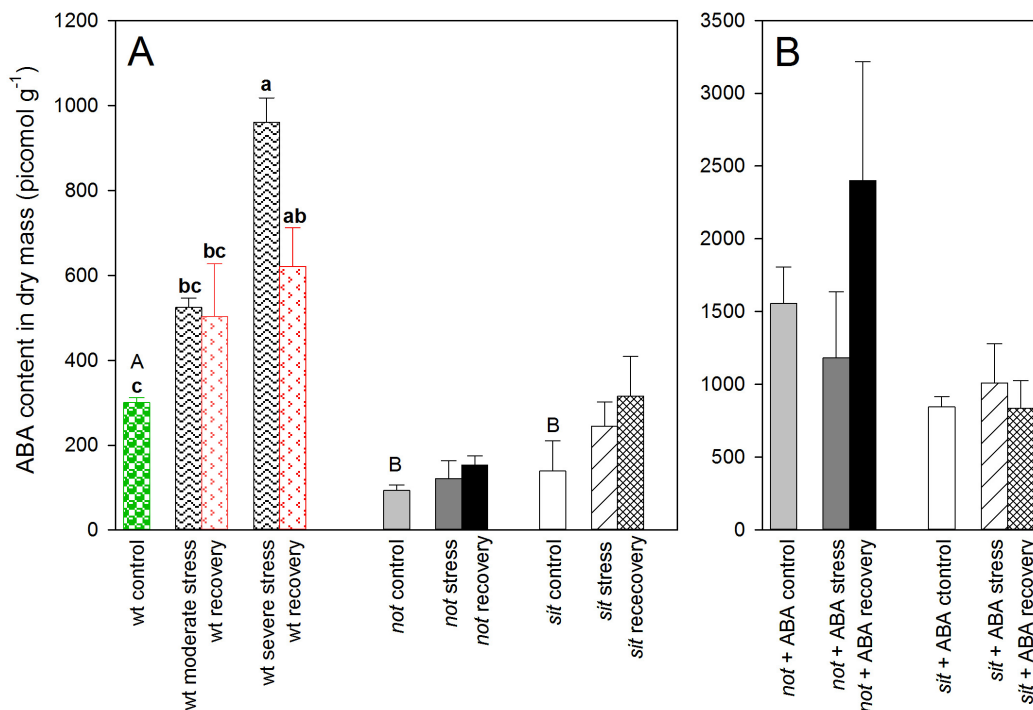 A
B
ABA content in dry mass (picomol g⁻¹)
1200
1000
800
600
400
200
0
3500
3000
2500
2000
1500
1000
500
0
A
c
bc
bc
a
ab
B
B
wt control
wt moderate stress
wt recovery
wt severe stress
wt recovery
not control
not stress
not recovery
sit control
sit stress
sit rececovery
not + ABA control
not + ABA stress
not + ABA recovery
sit + ABA ctontrol
sit + ABA stress
sit + ABA recovery